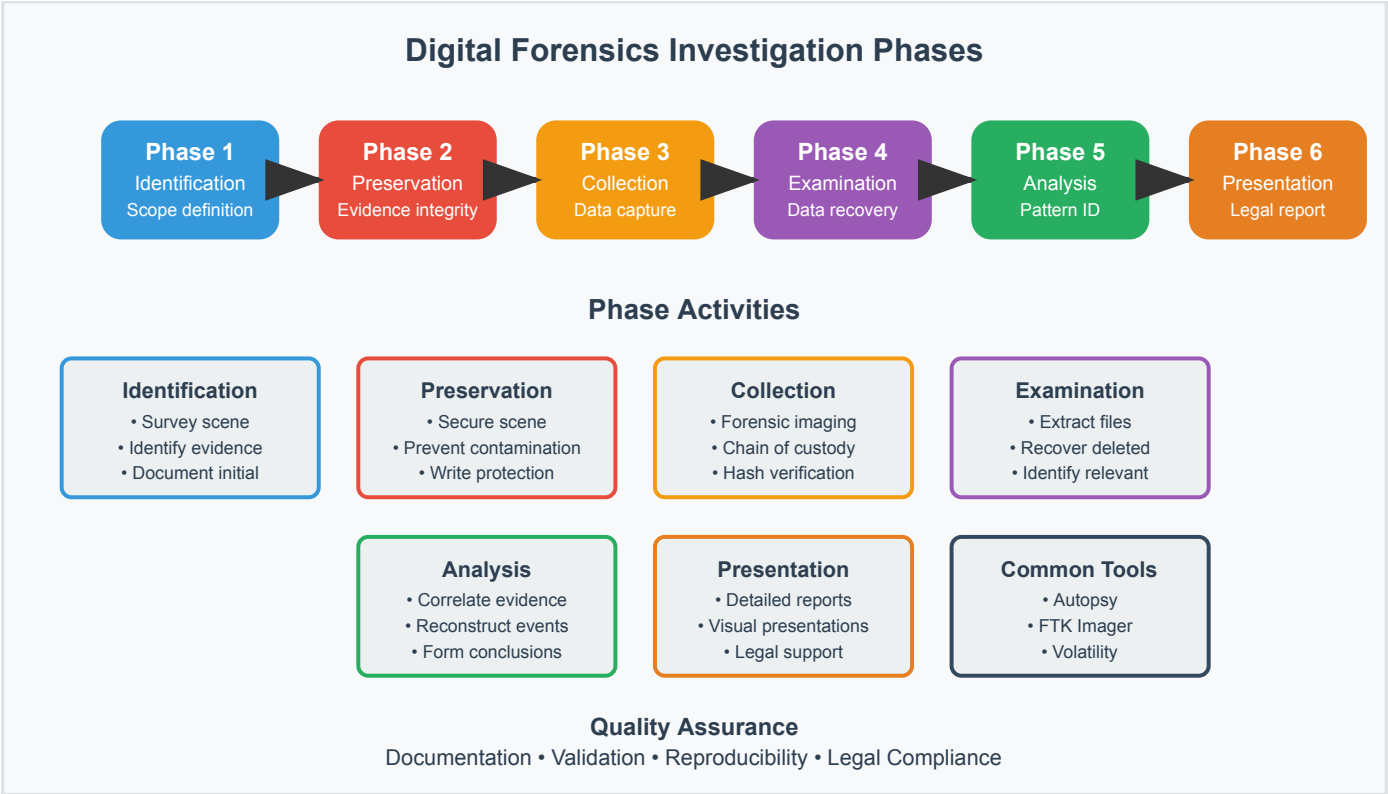 Digital Forensics Investigation Phases
Phase 1
Identification
Scope definition
Phase 2
Preservation
Evidence integrity
Phase 3
Collection
Data capture
Phase 4
Examination
Data recovery
Phase 5
Analysis
Pattern ID
Phase 6
Presentation
Legal report
Phase Activities
Identification
• Survey scene
• Identify evidence
• Document initial
Preservation
• Secure scene
• Prevent contamination
• Write protection
Collection
• Forensic imaging
• Chain of custody
• Hash verification
Examination
• Extract files
• Recover deleted
• Identify relevant
Analysis
• Correlate evidence
• Reconstruct events
• Form conclusions
Presentation
• Detailed reports
• Visual presentations
• Legal support
Common Tools
• Autopsy
• FTK Imager
• Volatility
Quality Assurance
Documentation • Validation • Reproducibility • Legal Compliance